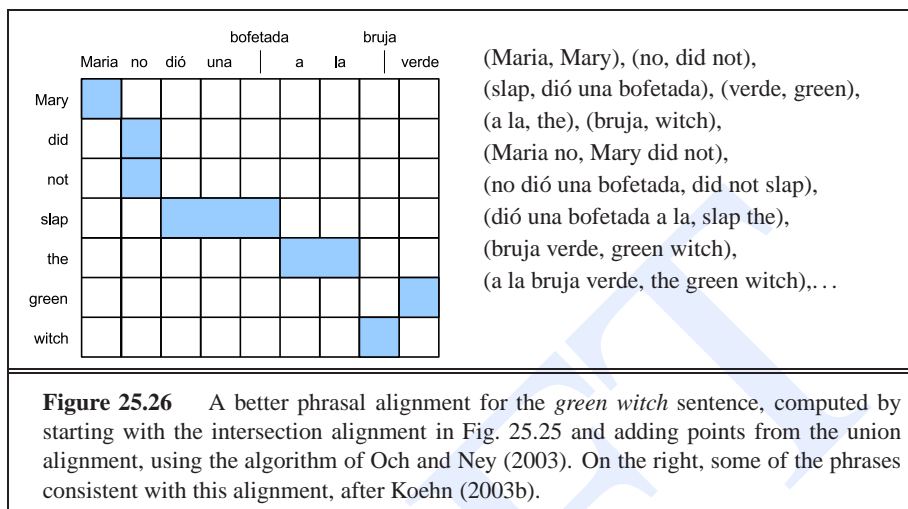 bofetada bruja
Maria no dió una a la verde
Mary
did
not
slap
the
green
witch
(Maria, Mary), (no, did not),
(slap, dió una bofetada), (verde, green),
(a la, the), (bruja, witch),
(Maria no, Mary did not),
(no dió una bofetada, did not slap),
(dió una bofetada a la, slap the),
(bruja verde, green witch),
(a la bruja verde, the green witch),...
Figure 25.26 A better phrasal alignment for the green witch sentence, computed by
starting with the intersection alignment in Fig. 25.25 and adding points from the union
alignment, using the algorithm of Och and Ney (2003). On the right, some of the phrases
consistent with this alignment, after Koehn (2003b).